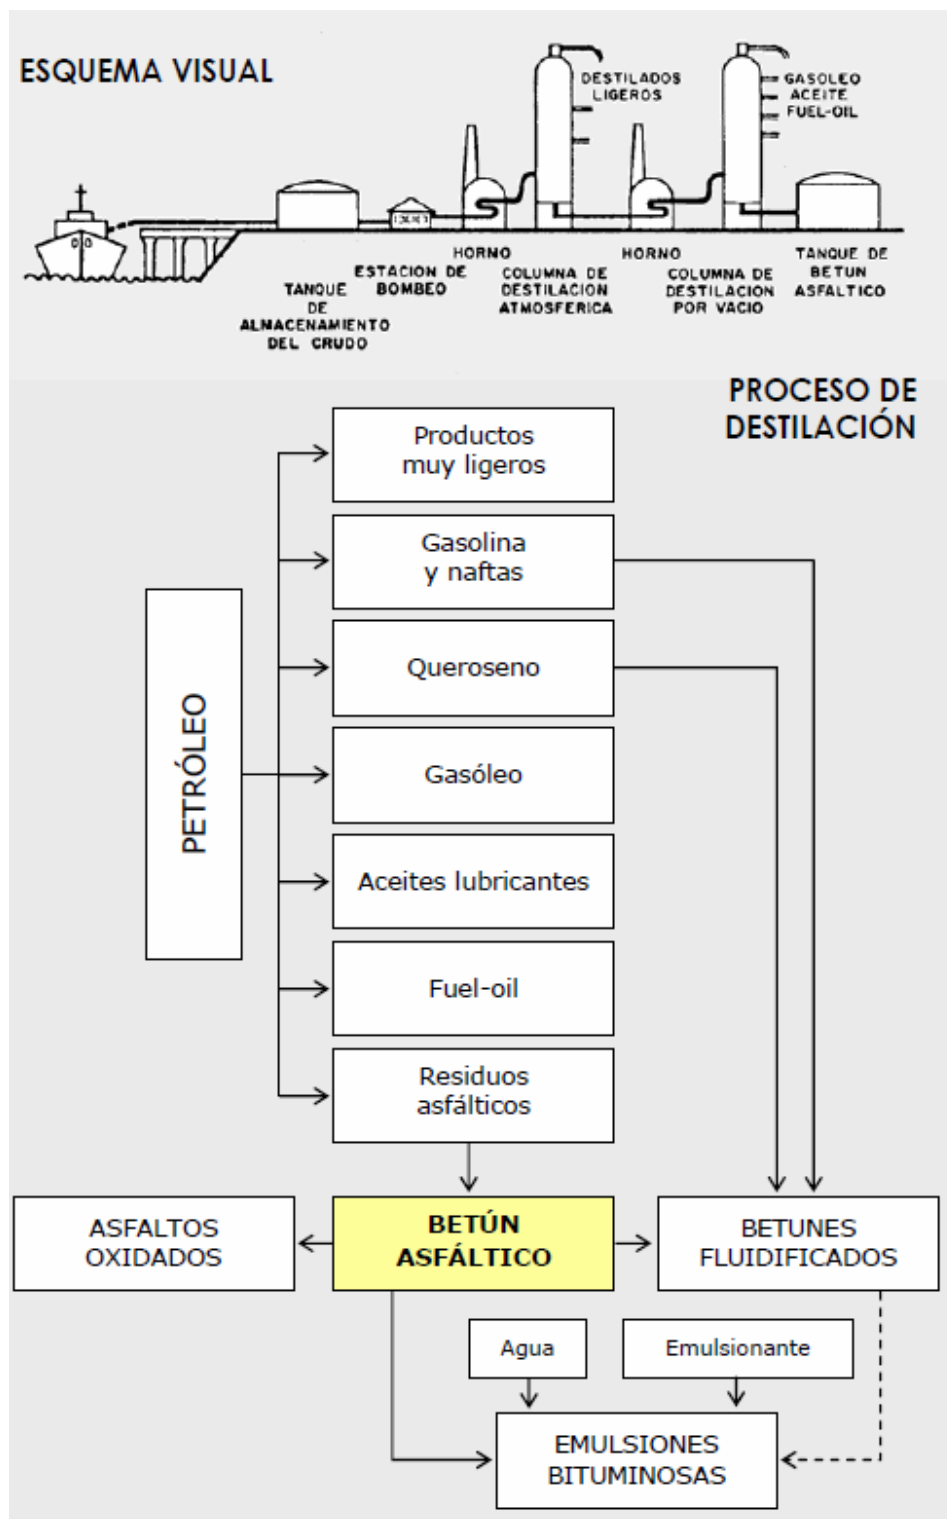 ESQUEMA VISUAL
DESTILADOS
LIGEROS
GASOLEO
ACEITE
FUEL-OIL
HORNO
HORNO
TANQUE DE
BETUN
ASFALTICO
ESTACION DE
BOMBEO
COLUMNA DE
DESTILACION
ATMOSFERICA
COLUMNA DE
DESTILACION
POR VACIO
TANQUE
DE
ALMACENAMIENTO
DEL CRUDO
PROCESO DE
DESTILACIÓN
PETRÓLEO
Productos
muy ligeros
Gasolina
y naftas
Queroseno
Gasóleo
Aceites lubricantes
Fuel-oil
Residuos
asfálticos
ASFALTOS
OXIDADOS
BETÚN
ASFÁLTICO
BETUNES
FLUIDIFICADOS
Agua
Emulsionante
EMULSIONES
BITUMINOSAS